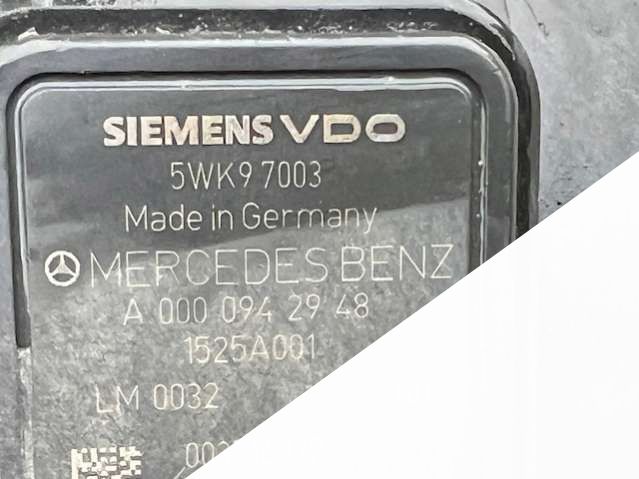 SIEMENS VDO
5WK9 7003
Made in Germany
MERCEDES BENZ
A 000 094 29 48
1525A001
LM 0032